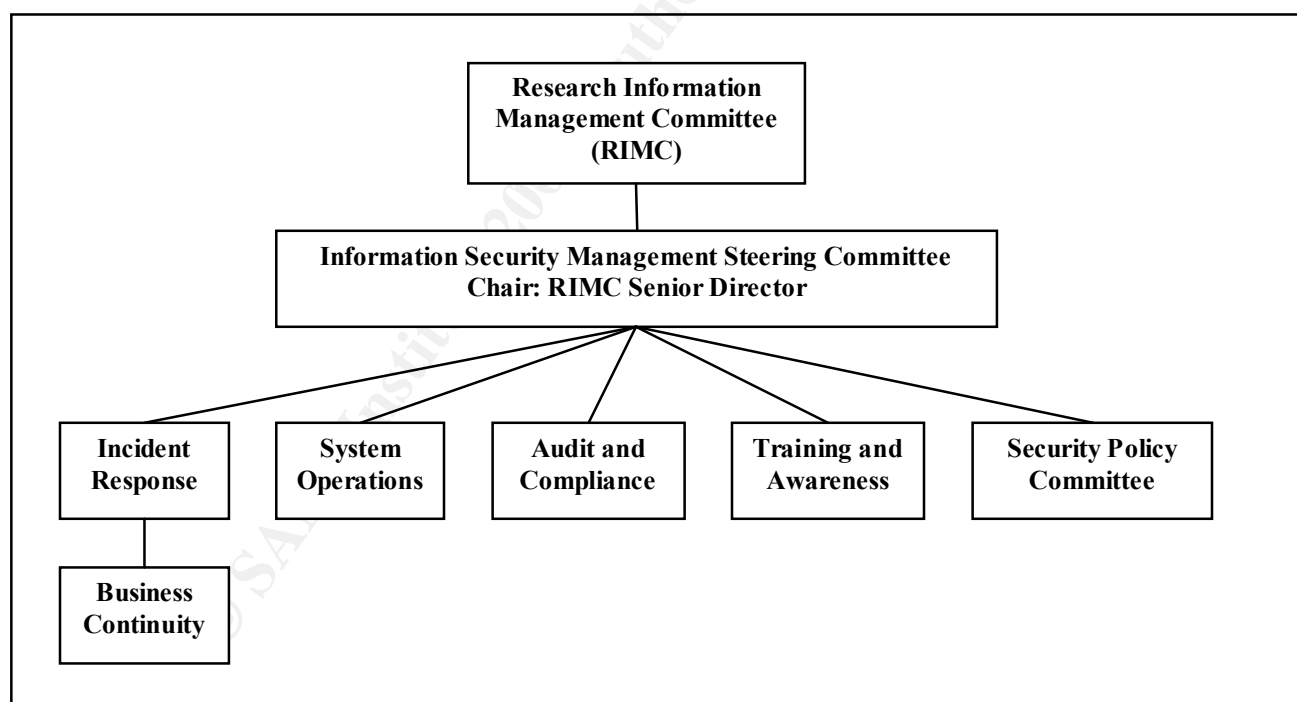 Research Information
Management Committee
(RIMC)
Information Security Management Steering Committee
Chair: RIMC Senior Director
Incident
Response
System
Operations
Audit and
Compliance
Training and
Awareness
Security Policy
Committee
Business
Continuity